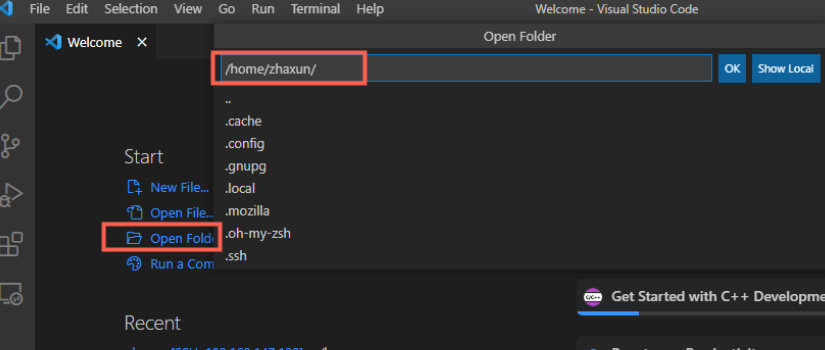 File Edit Selection View Go Run Terminal Help Welcome - Visual Studio Code
Welcome
Open Folder
/home/zhaxun/
OK
Show Local
..
.cache
.config
.gnupg
.local
.mozilla
.oh-my-zsh
.ssh
Start
New File...
Open File...
Open Fold
Run a Com
Get Started with C++ Developme
Recent